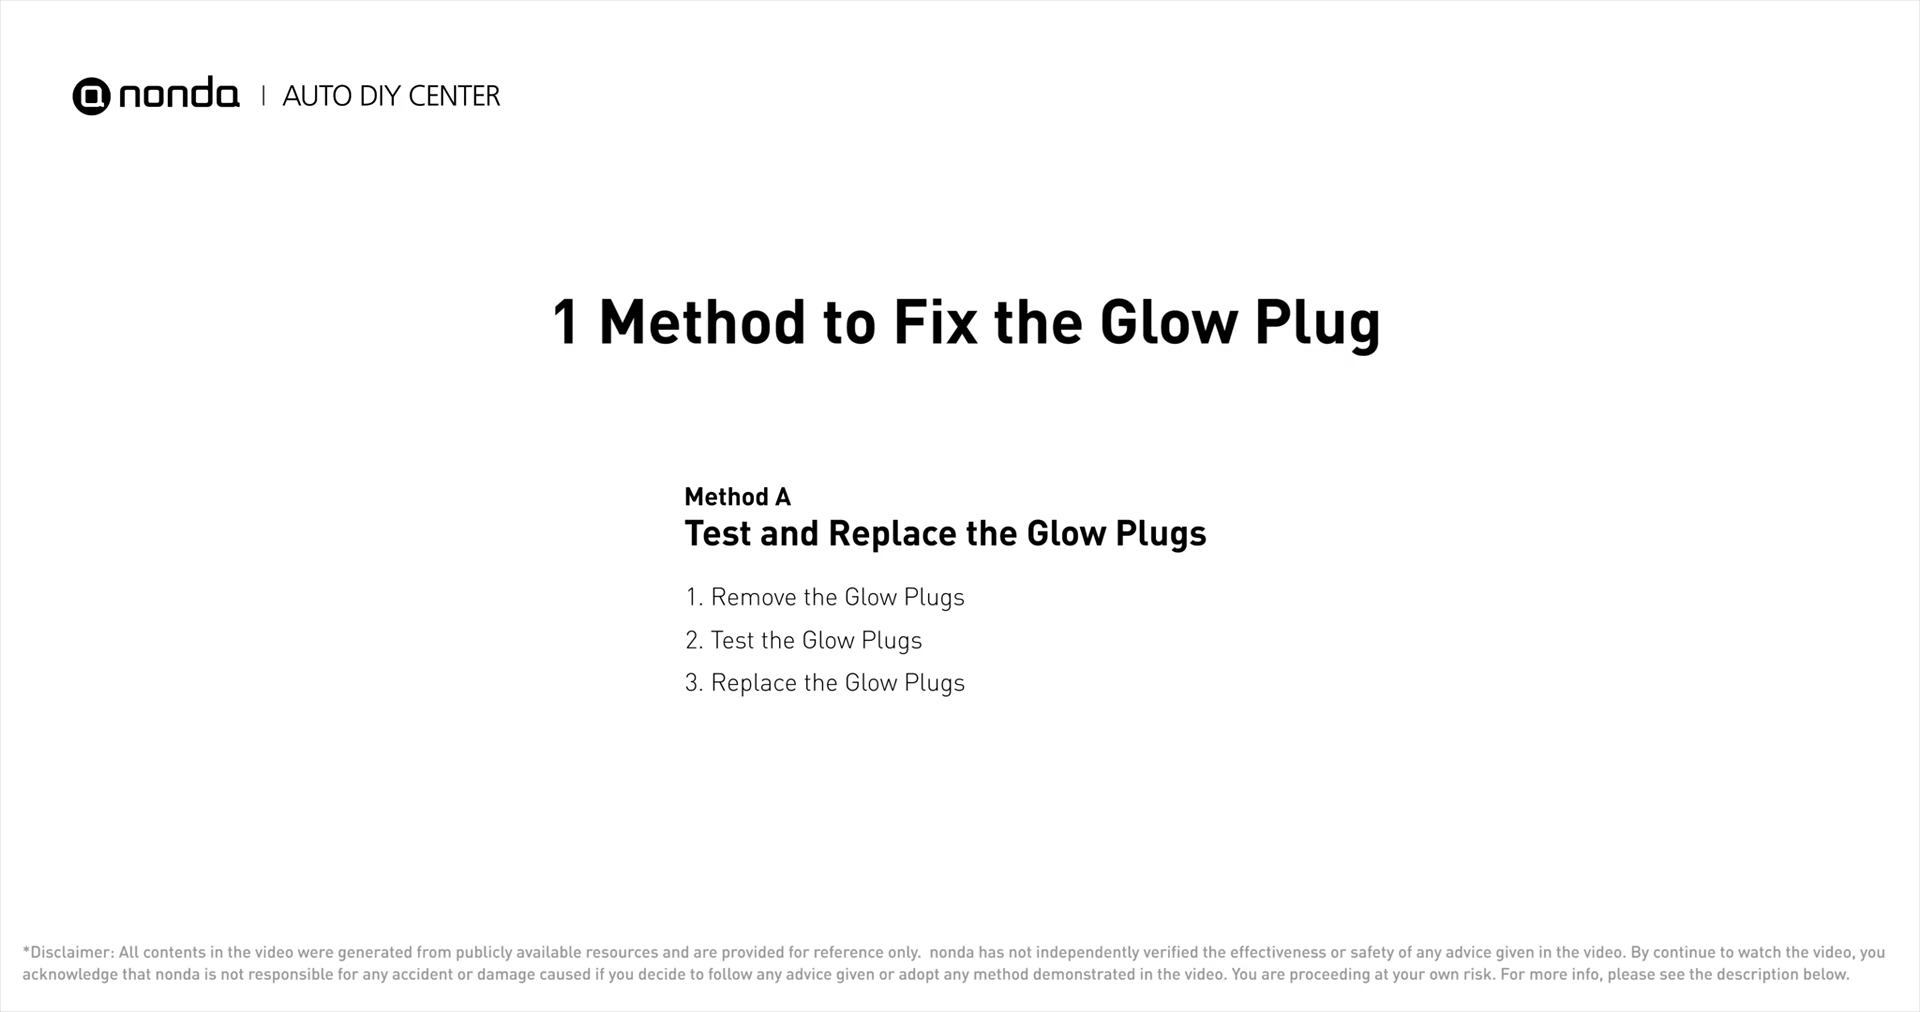 nonda | AUTO DIY CENTER
1 Method to Fix the Glow Plug
Method A
Test and Replace the Glow Plugs
1. Remove the Glow Plugs
2. Test the Glow Plugs
3. Replace the Glow Plugs
*Disclaimer: All contents in the video were generated from publicly available resources and are provided for reference only.  nonda has not independently verified the effectiveness or safety of any advice given in the video. By continue to watch the video, you
acknowledge that nonda is not responsible for any accident or damage caused if you decide to follow any advice given or adopt any method demonstrated in the video. You are proceeding at your own risk. For more info, please see the description below.